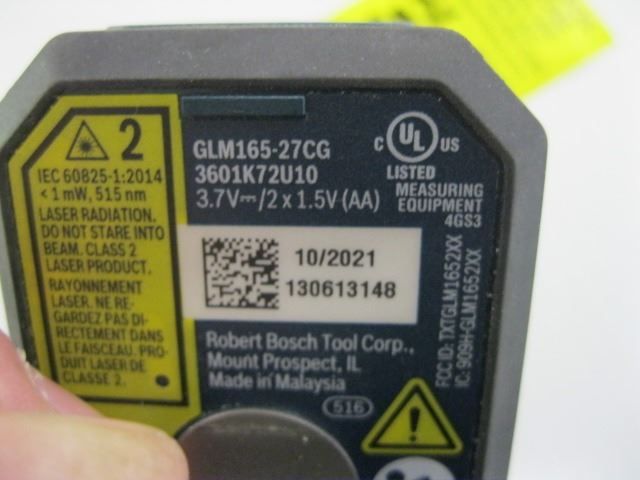 2
IEC 60825-1:2014
< 1 mW, 515 nm
LASER RADIATION.
DO NOT STARE INTO
BEAM. CLASS 2
LASER PRODUCT.
RAYONNEMENT
LASER. NE RE-
GARDEZ PAS DI-
RECTEMENT DANS
LE FAISCEAU. PRO-
DUIT LASER DE
CLASSE 2.
GLM165-27CG
3601K72U10
3.7V⎓/2 x 1.5V (AA)
C UL US
LISTED
MEASURING
EQUIPMENT
4GS3
10/2021
130613148
Robert Bosch Tool Corp.,
Mount Prospect, IL
Made in Malaysia
516
FCC ID: TXTGLM1652XX
IC: 909H-GLM1652XX